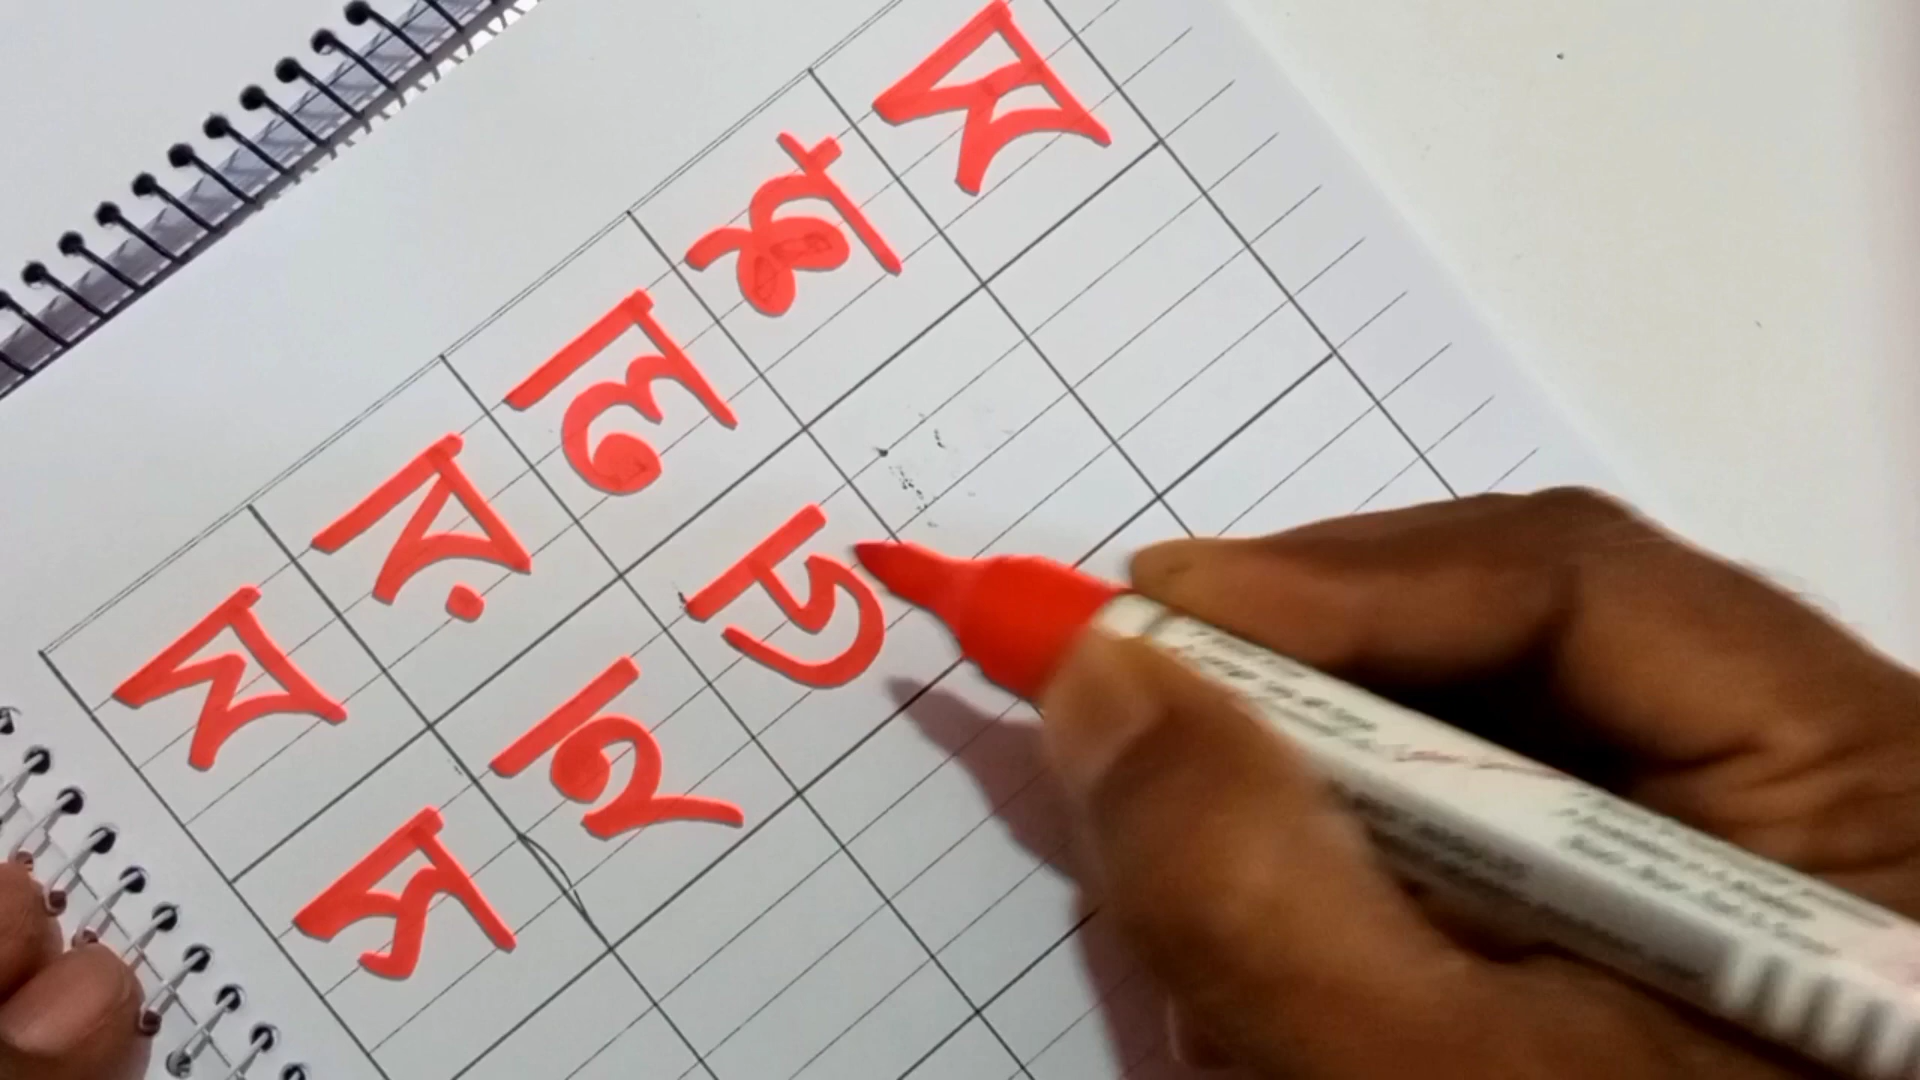 য র ল শ ষ
স হ ড